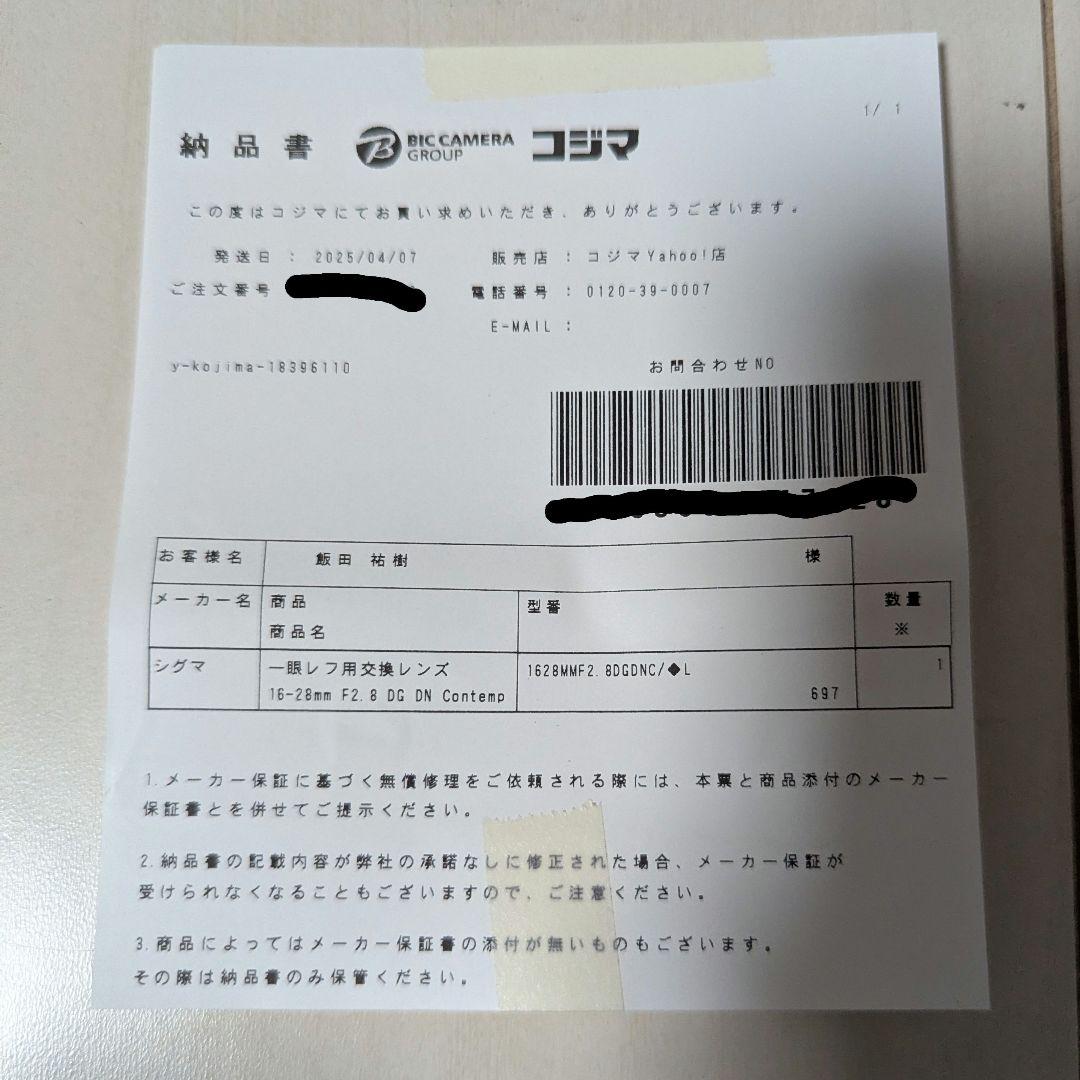 1/ 1
納品書 BIC CAMERA GROUP コジマ
この度はコジマにてお買い求めいただき、ありがとうございます。
発送日 : 2025/04/07 販売店 : コジマYahoo!店
ご注文番号 電話番号 : 0120-39-0007
E-MAIL :
y-kojima-18396110 お問合わせNO
お客様名 飯田 祐樹 様
メーカー名 商品 型番 数量
商品名 ※
シグマ 一眼レフ用交換レンズ 1628MMF2.8DGDNC/◆L 1
16-28mm F2.8 DG DN Contemp 697
1.メーカー保証に基づく無償修理をご依頼される際には、本票と商品添付のメーカー
保証書とを併せてご提示ください。
2.納品書の記載内容が弊社の承諾なしに修正された場合、メーカー保証が
受けられなくなることもございますので、ご注意ください。
3.商品によってはメーカー保証書の添付が無いものもございます。
その際は納品書のみ保管ください。